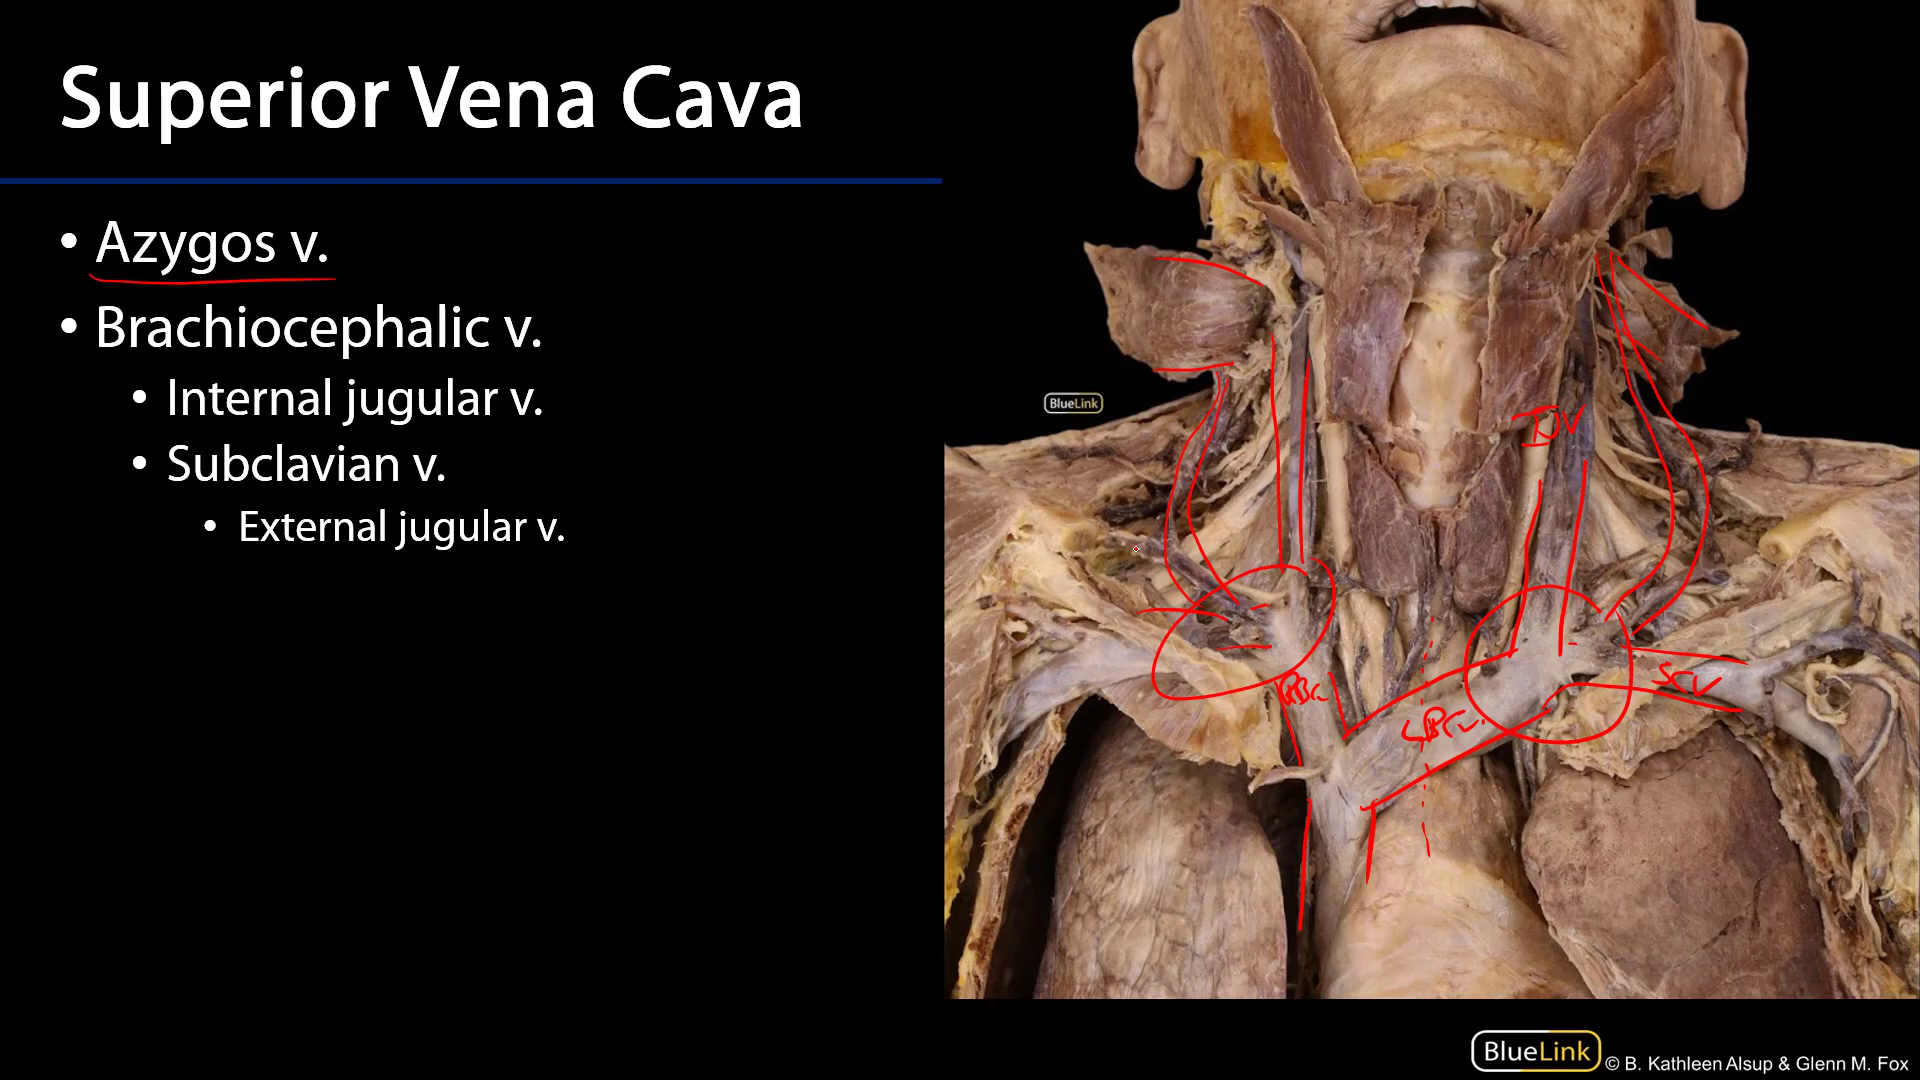 Superior Vena Cava
• Azygos v.
• Brachiocephalic v.
• Internal jugular v.
• Subclavian v.
• External jugular v.
BlueLink
IJV
SCV
BlueLink
© B. Kathleen Alsup & Glenn M. Fox